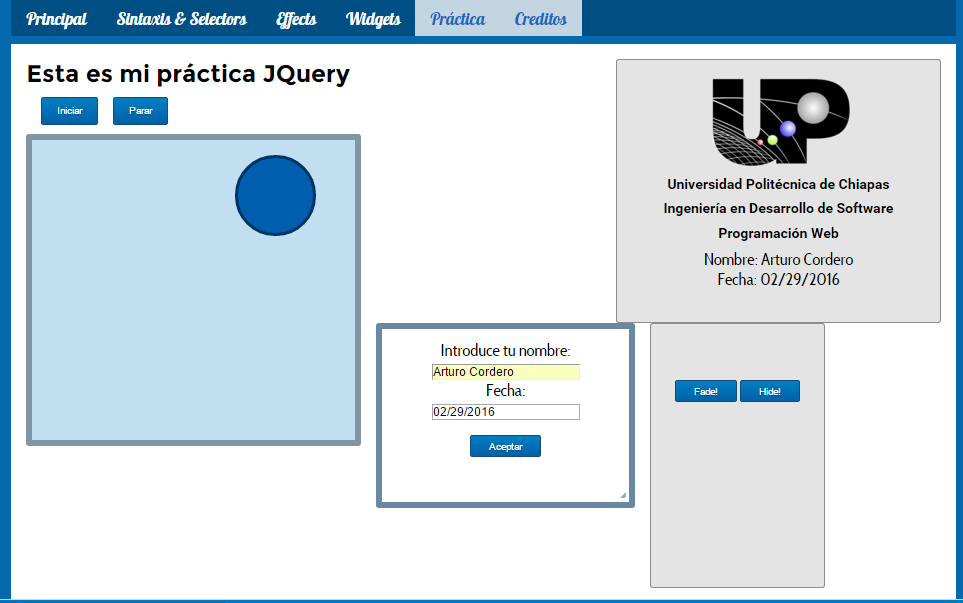 Principal Sintaxis & Selectors Effects Widgets Práctica Creditos
Esta es mi práctica JQuery
Iniciar Parar
UP
Universidad Politécnica de Chiapas
Ingeniería en Desarrollo de Software
Programación Web
Nombre: Arturo Cordero
Fecha: 02/29/2016
Introduce tu nombre:
Arturo Cordero
Fecha:
02/29/2016
Aceptar
Fade! Hide!